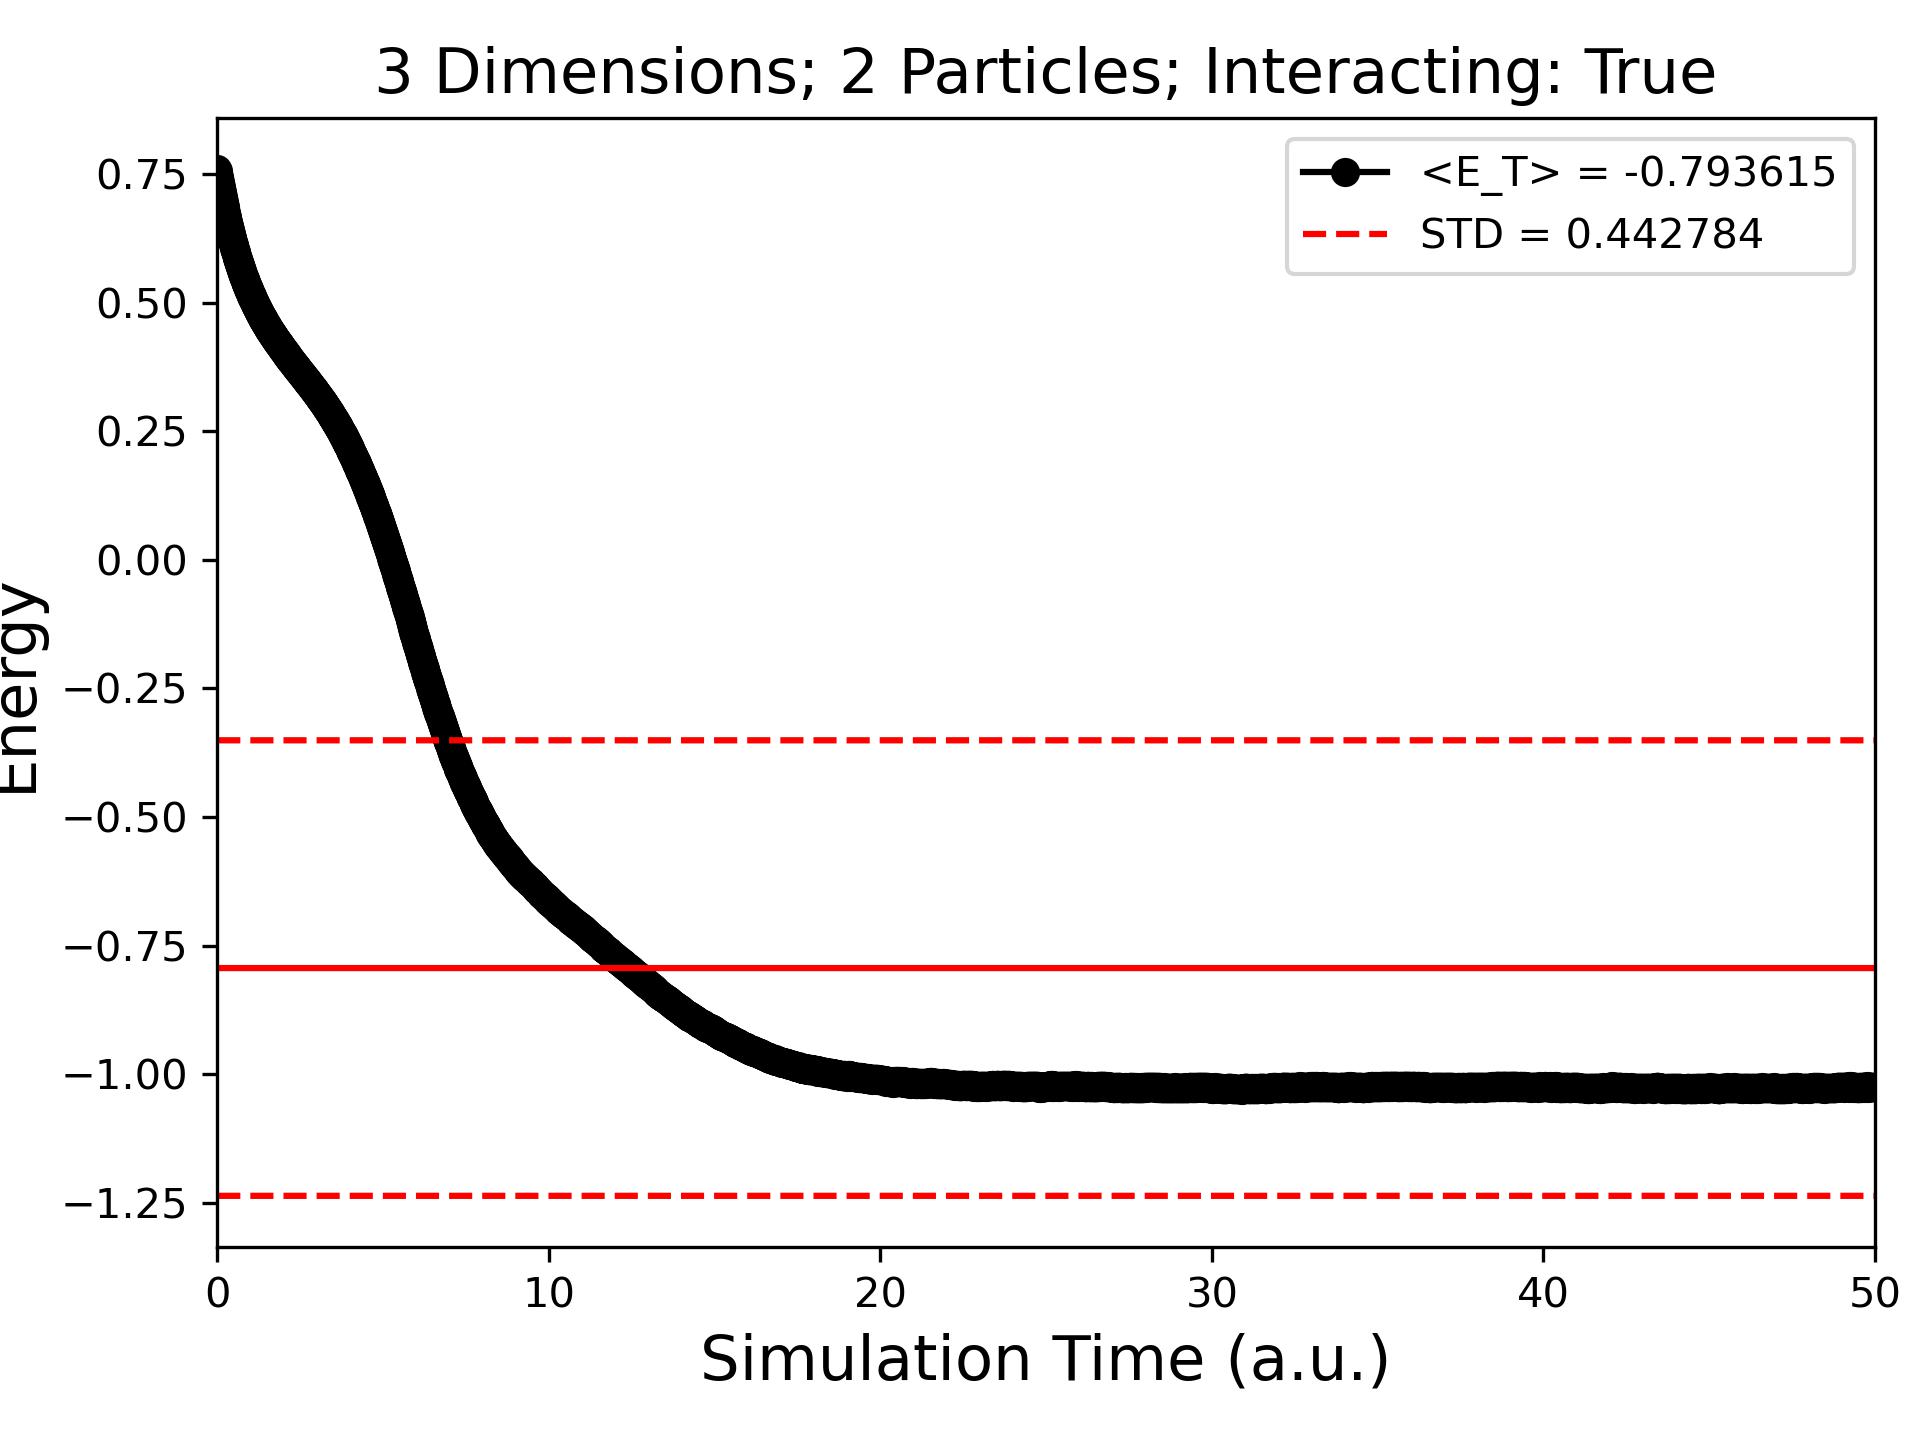 3 Dimensions; 2 Particles; Interacting: True
<E_T> = -0.793615
STD = 0.442784
Energy
0.75
0.50
0.25
0.00
−0.25
−0.50
−0.75
−1.00
−1.25
0 10 20 30 40 50
Simulation Time (a.u.)